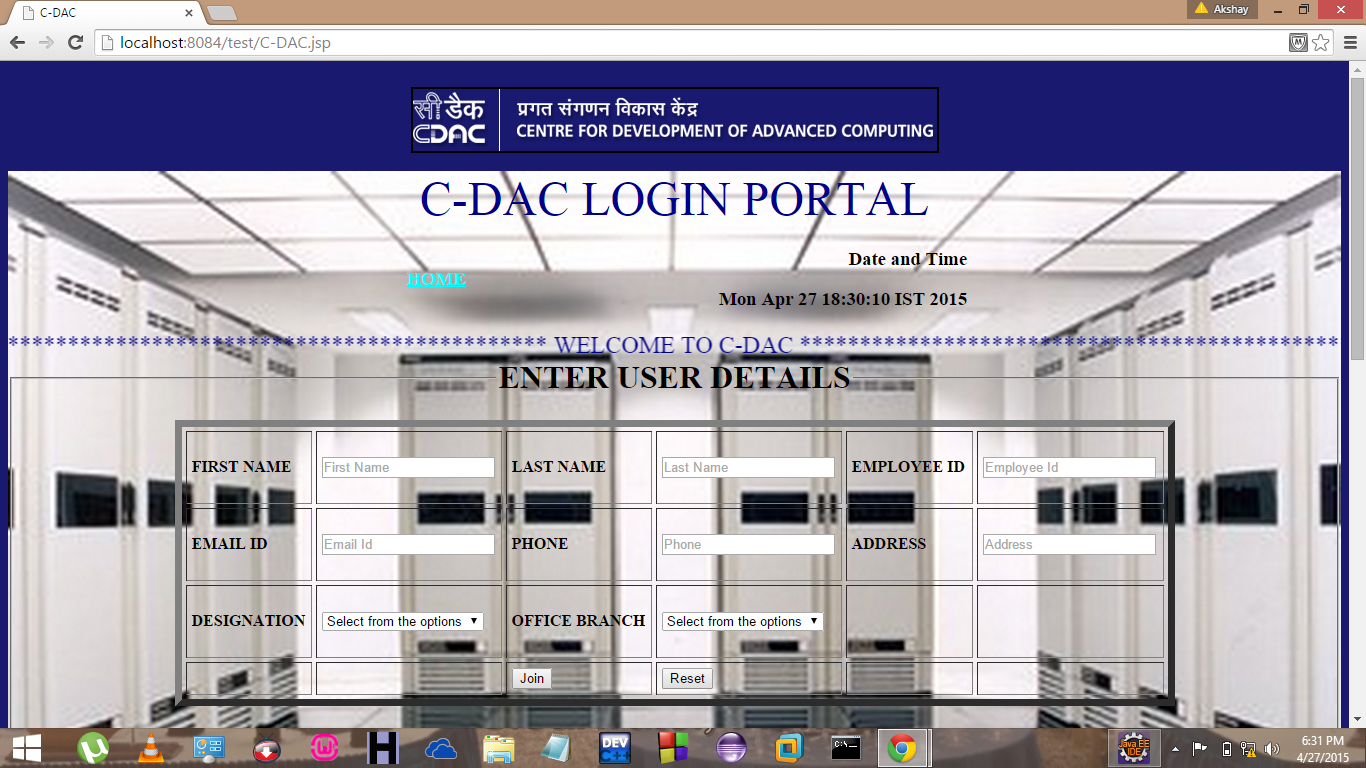 C-DAC
Akshay
localhost:8084/test/C-DAC.jsp
सी डैक
CDAC
प्रगत संगणन विकास केंद्र
CENTRE FOR DEVELOPMENT OF ADVANCED COMPUTING
C-DAC LOGIN PORTAL
Date and Time
HOME
Mon Apr 27 18:30:10 IST 2015
********************************************* WELCOME TO C-DAC *********************************************
ENTER USER DETAILS
FIRST NAME First Name LAST NAME Last Name EMPLOYEE ID Employee Id
EMAIL ID Email Id PHONE Phone ADDRESS Address
DESIGNATION Select from the options OFFICE BRANCH Select from the options
Join Reset
DEV
C++
C:\_
Java EE
IDE
6:31 PM
4/27/2015